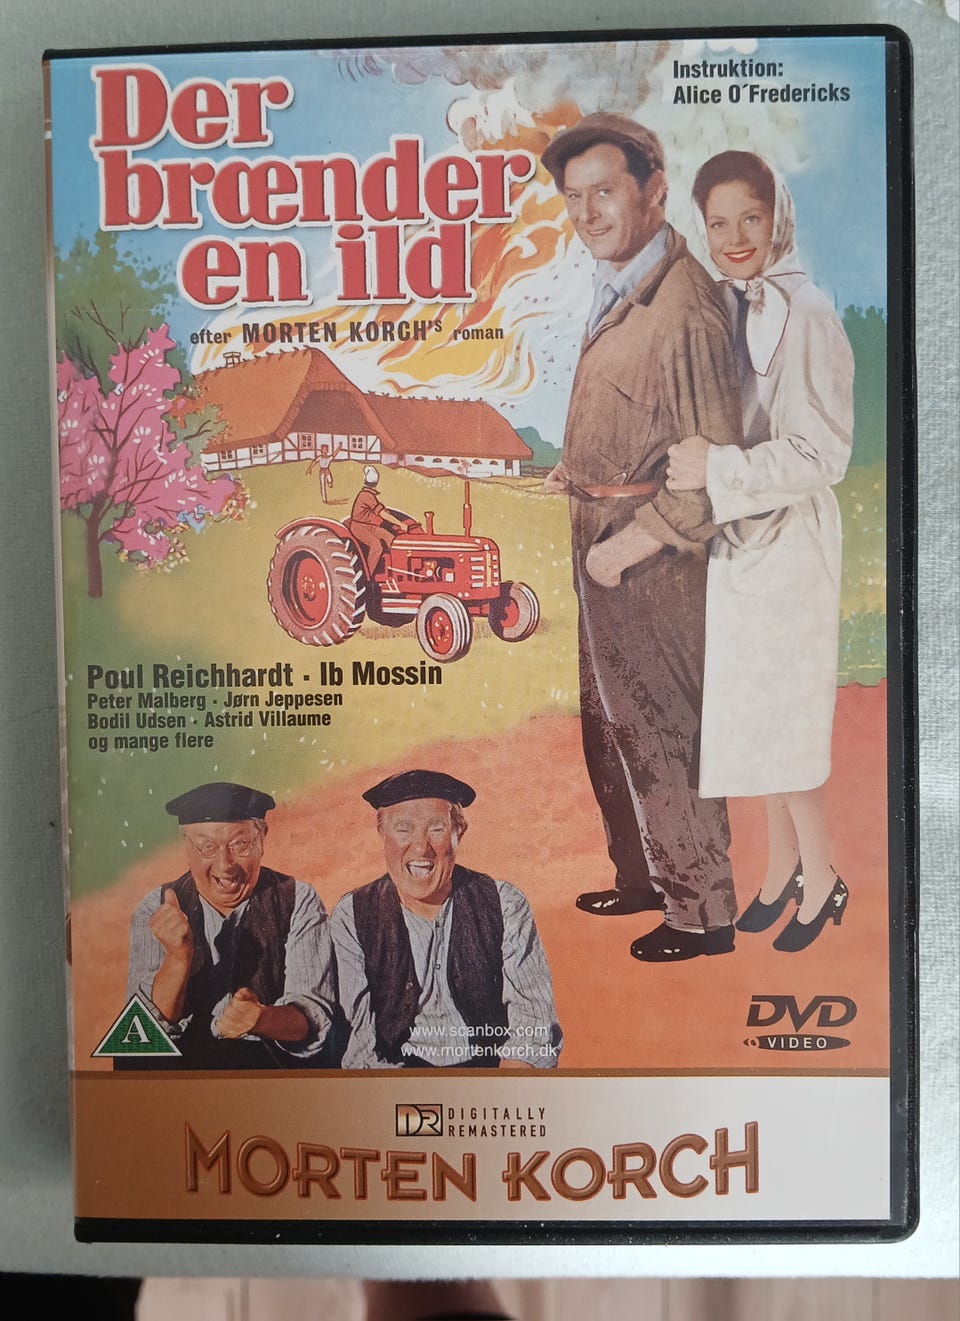 Instruktion:
Alice O´Fredericks
Der
brænder
en ild
efter MORTEN KORCH's roman
Poul Reichhardt · Ib Mossin
Peter Malberg · Jørn Jeppesen
Bodil Udsen · Astrid Villaume
og mange flere
A
www.scanbox.com
www.mortenkorch.dk
DVD
VIDEO
DR DIGITALLY
REMASTERED
MORTEN KORCH